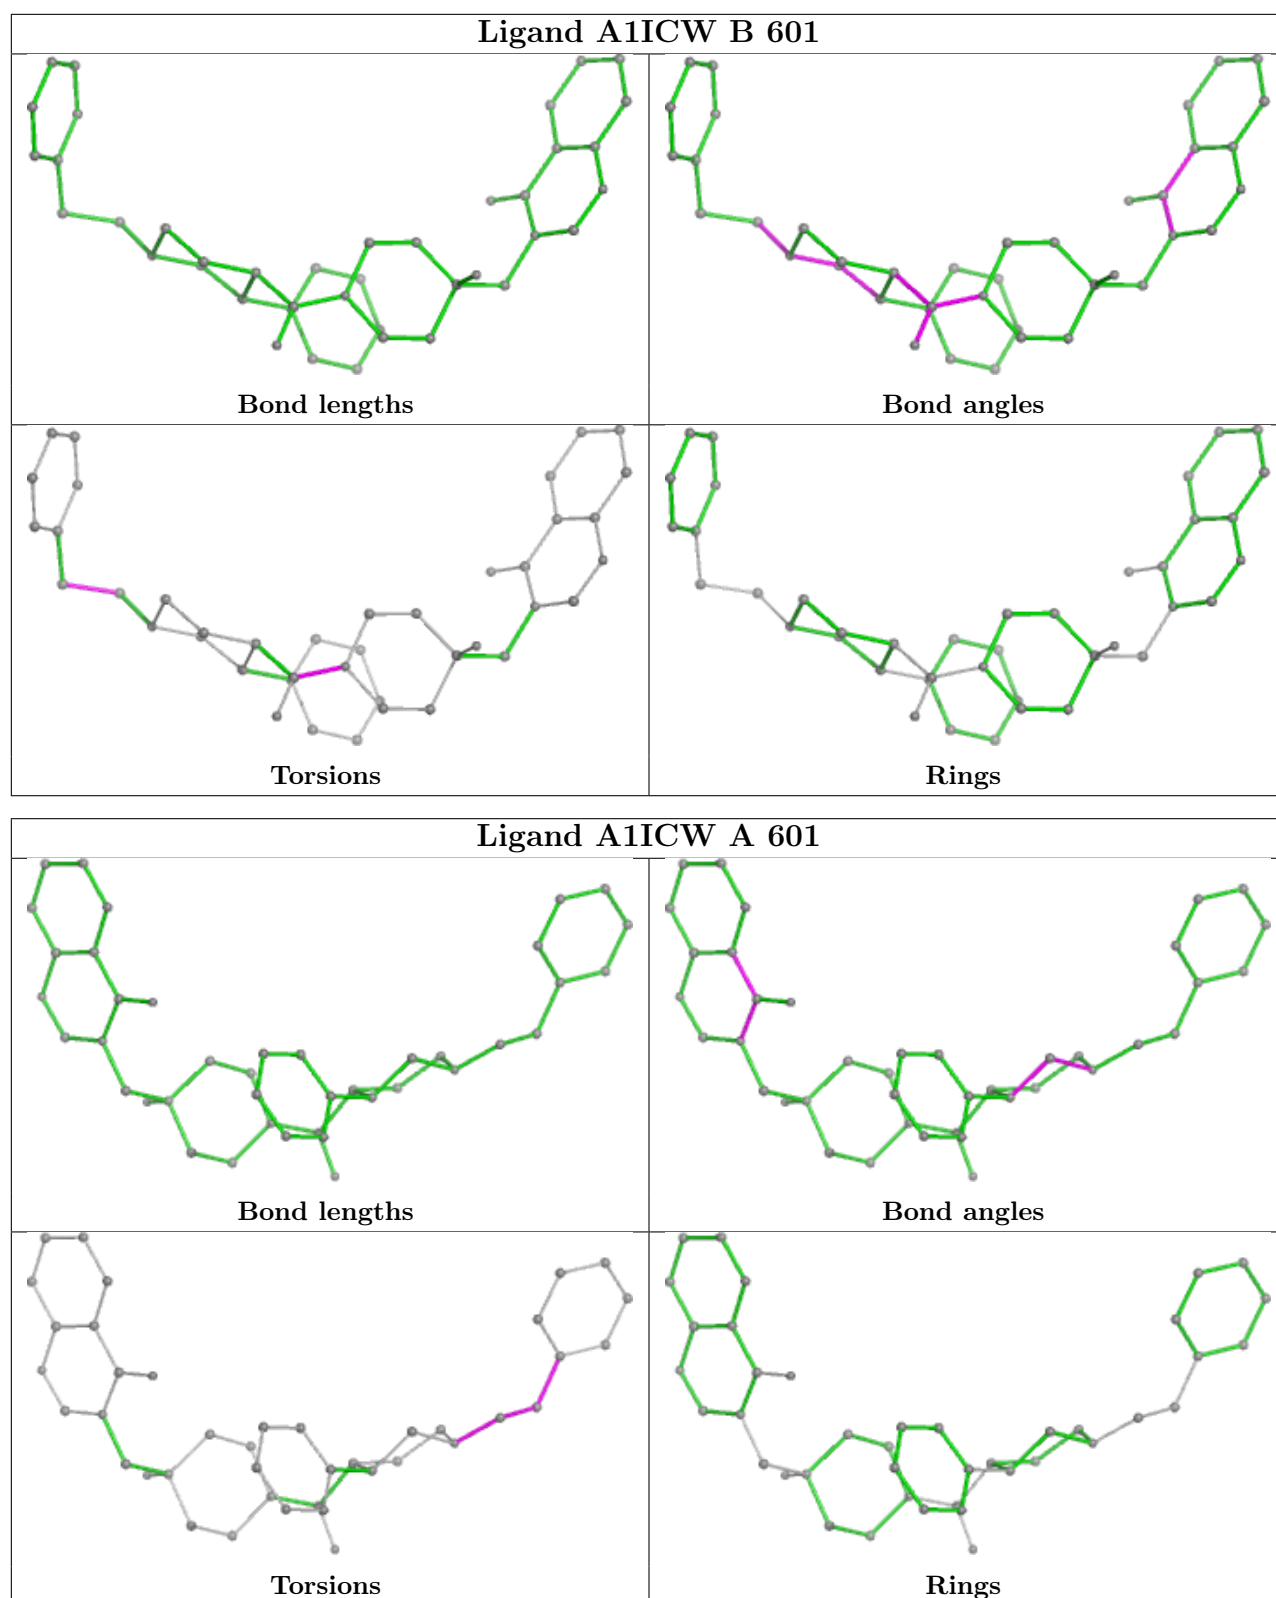 Ligand A1ICW B 601
Bond lengths
Bond angles
Torsions
Rings
Ligand A1ICW A 601
Bond lengths
Bond angles
Torsions
Rings